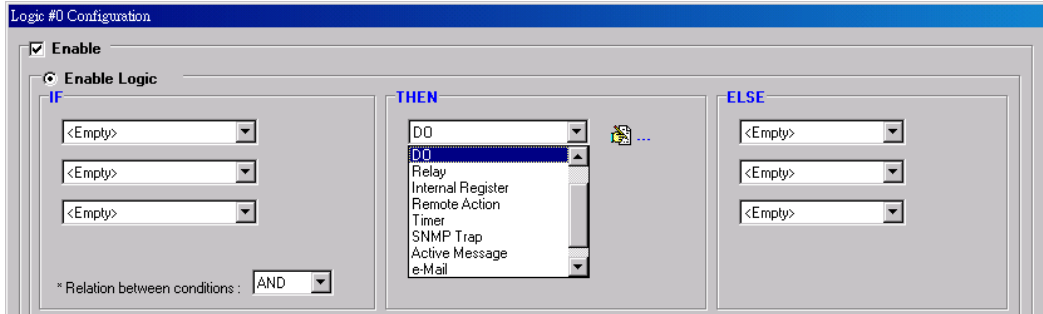 Logic #0 Configuration
Enable
Enable Logic
IF
<Empty>
<Empty>
<Empty>
* Relation between conditions : AND
THEN
DO
...
DO
Relay
Internal Register
Remote Action
Timer
SNMP Trap
Active Message
e-Mail
ELSE
<Empty>
<Empty>
<Empty>